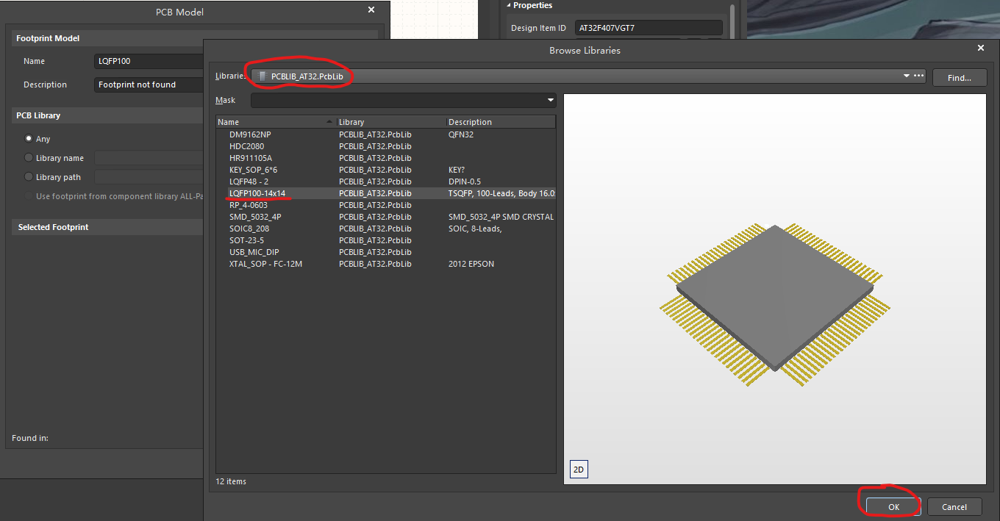 PCB Model
Properties
Footprint Model
Design Item ID AT32F407VGT7
Name LQFP100
Description Footprint not found
PCB Library
Any
Library name
Library path
Use footprint from component library ALL-Pa
Selected Footprint
Found in:
Browse Libraries
Libraries PCBLIB_AT32.PcbLib
Find...
Mask
Name Library Description
DM9162NP PCBLIB_AT32.PcbLib QFN32
HDC2080 PCBLIB_AT32.PcbLib
HR911105A PCBLIB_AT32.PcbLib
KEY_SOP_6*6 PCBLIB_AT32.PcbLib KEY?
LQFP48 - 2 PCBLIB_AT32.PcbLib DPIN-0.5
LQFP100-14x14 PCBLIB_AT32.PcbLib TSQFP, 100-Leads, Body 16.0
RP_4-0603 PCBLIB_AT32.PcbLib
SMD_5032_4P PCBLIB_AT32.PcbLib SMD_5032_4P SMD CRYSTAL
SOIC8_208 PCBLIB_AT32.PcbLib SOIC, 8-Leads,
SOT-23-5 PCBLIB_AT32.PcbLib
USB_MIC_DIP PCBLIB_AT32.PcbLib
XTAL_SOP - FC-12M PCBLIB_AT32.PcbLib 2012 EPSON
2D
12 items
OK
Cancel